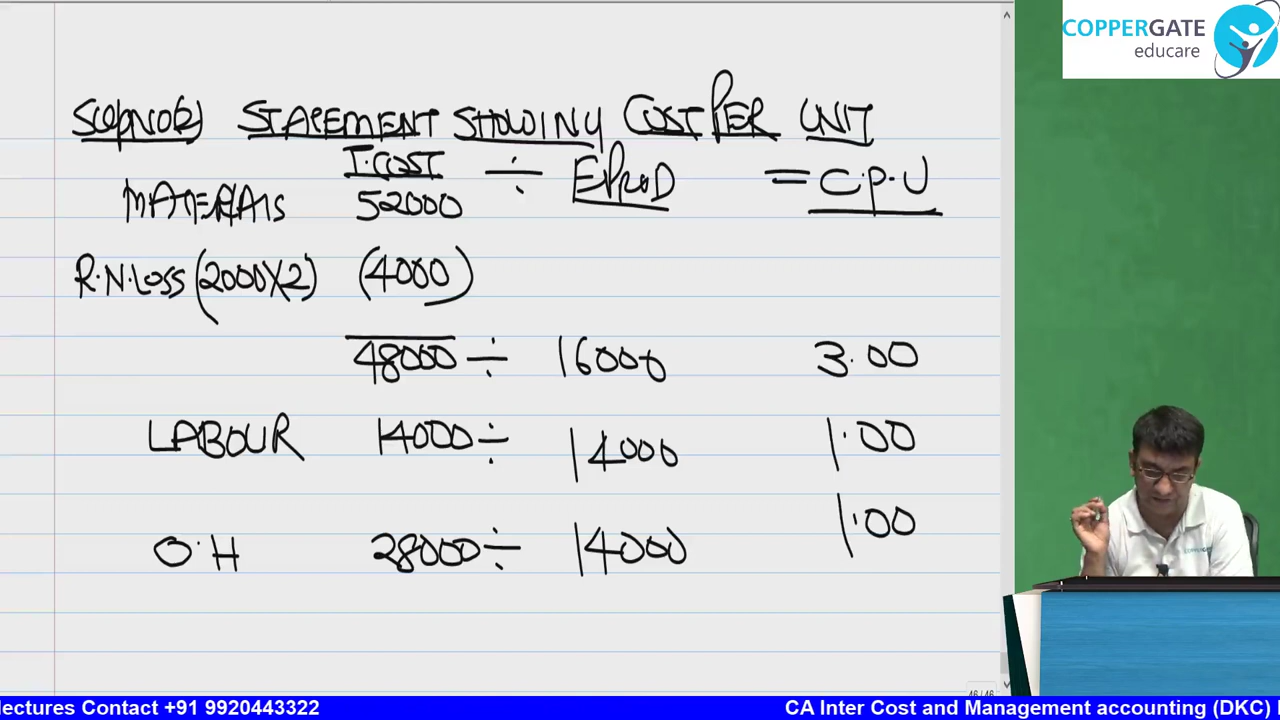 COPPERGATE
educare
STATEMENT SHOWING COST PER UNIT
T.COST ÷ E.PROD = C.P.U
MATERIALS 52000
R.N.Loss (2000X2) (4000)
48000 ÷ 16000 3.00
LABOUR 14000 ÷ 14000 1.00
O.H 28000 ÷ 14000 1.00
46 / 46
lectures Contact +91 9920443322 CA Inter Cost and Management accounting (DKC)